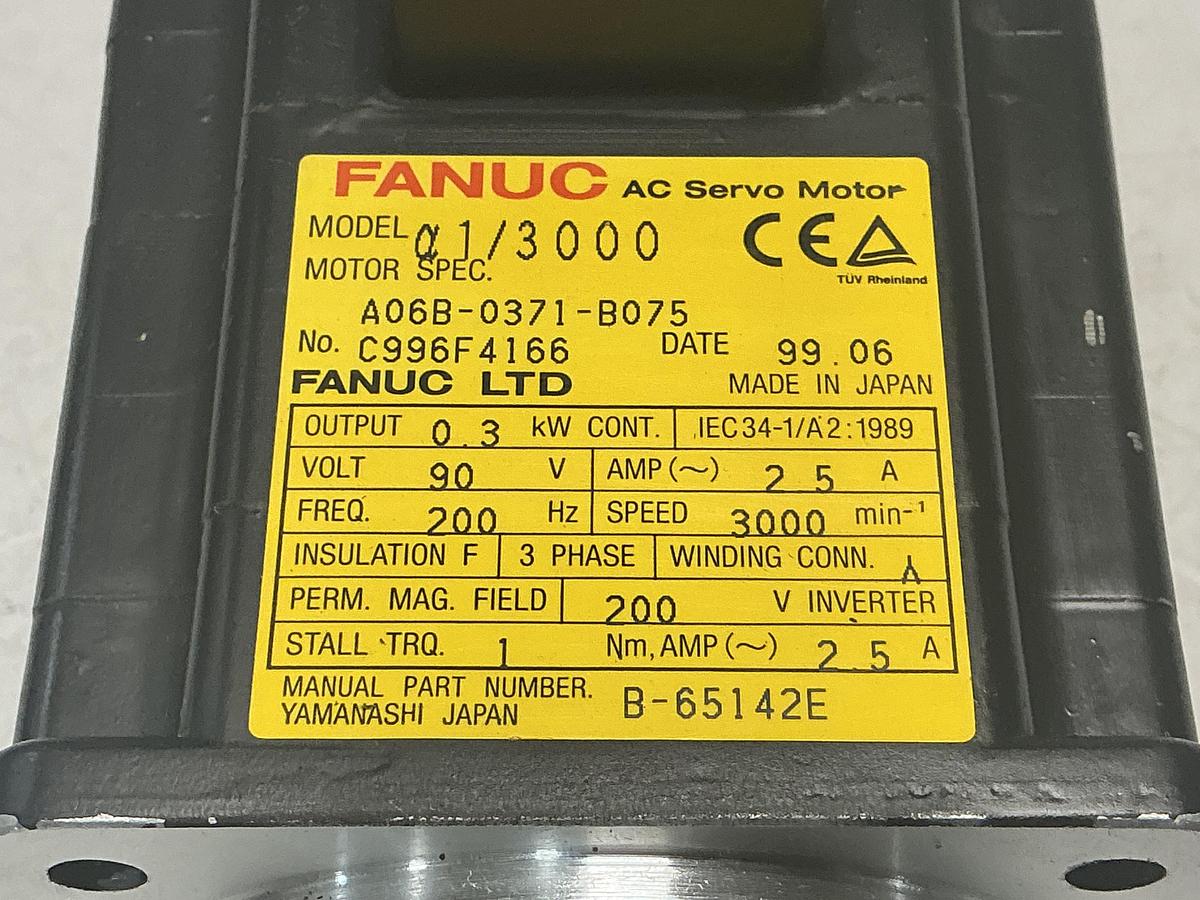 FANUC AC Servo Motor
MODEL α1/3000 CE
MOTOR SPEC.
TÜV Rheinland
A06B-0371-B075
No. C996F4166 DATE 99.06
FANUC LTD MADE IN JAPAN
OUTPUT 0.3 kW CONT. IEC34-1/A2:1989
VOLT 90 V AMP(~) 2.5 A
FREQ. 200 Hz SPEED 3000 min-¹
INSULATION F 3 PHASE WINDING CONN. 人
PERM. MAG. FIELD 200 V INVERTER
STALL TRQ. 1 Nm, AMP(~) 2.5 A
MANUAL PART NUMBER. B-65142E
YAMANASHI JAPAN